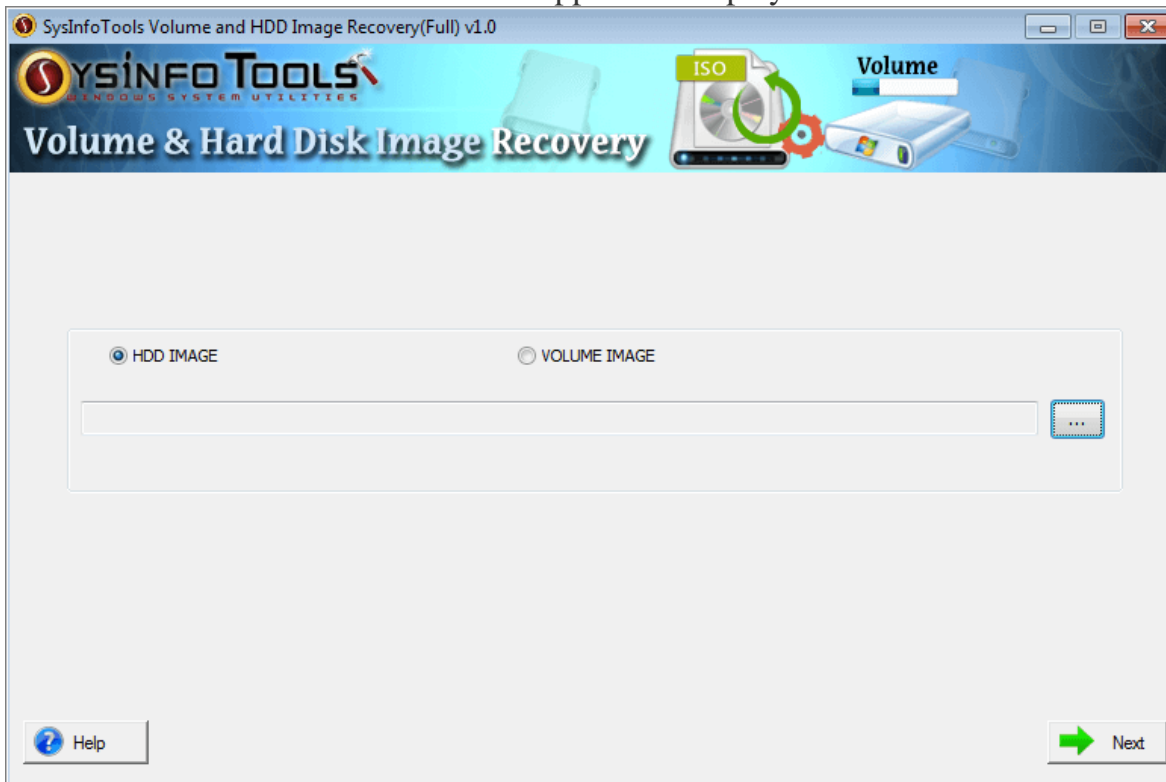 SysInfoTools Volume and HDD Image Recovery(Full) v1.0
SYSINFO TOOLS
WINDOWS SYSTEM UTILITIES
ISO
Volume
Volume & Hard Disk Image Recovery
HDD IMAGE
VOLUME IMAGE
...
Help
Next